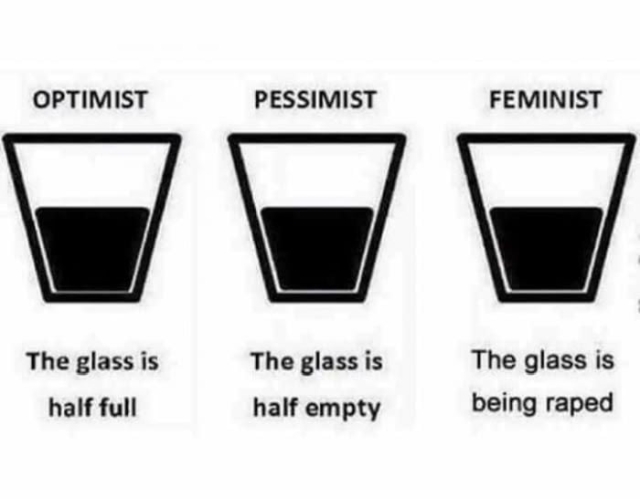 OPTIMIST
PESSIMIST
FEMINIST
The glass is
half full
The glass is
half empty
The glass is
being raped